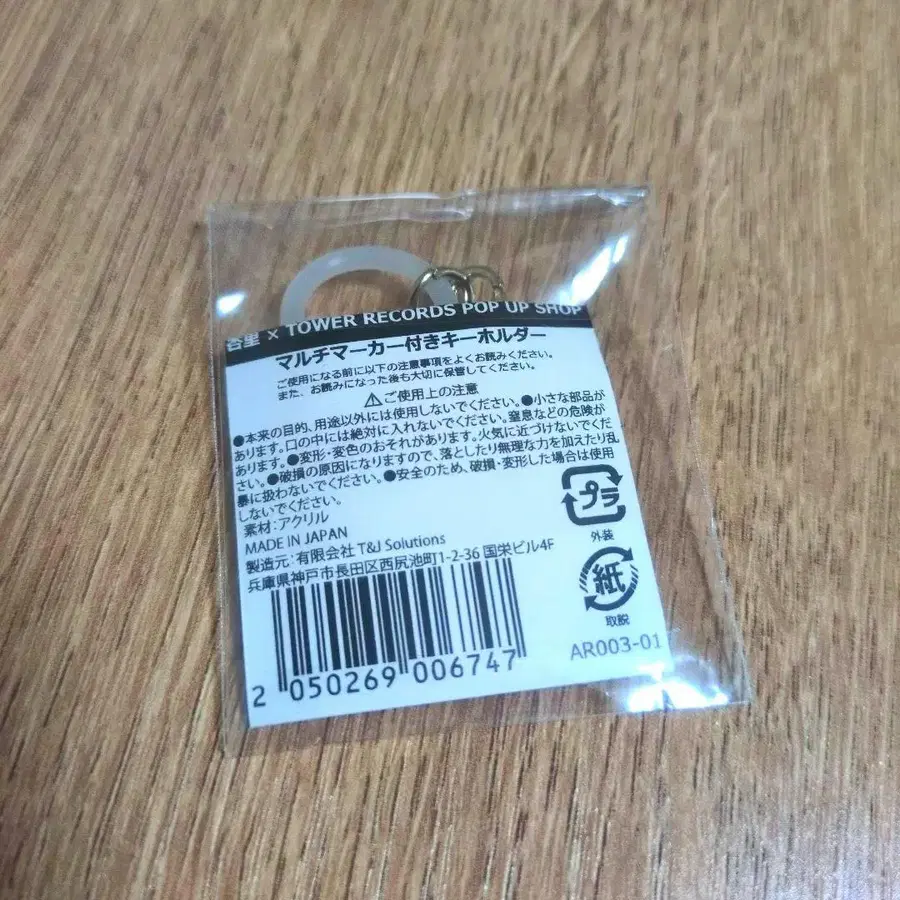 杏里 × TOWER RECORDS POP UP SHOP
マルチマーカー付きキーホルダー
ご使用になる前に以下の注意事項をよくお読みください。
また、お読みになった後も大切に保管してください。
⚠ご使用上の注意
●本来の目的、用途以外には使用しないでください。●小さな部品が
あります。口の中には絶対に入れないでください。窒息などの危険が
あります。●変形・変色のおそれがあります。火気に近づけないでくだ
さい。●破損の原因になりますので、落としたり無理な力を加えたり乱
暴に扱わないでください。●安全のため、破損・変形した場合は使用
しないでください。
素材：アクリル
MADE IN JAPAN
製造元：有限会社 T&J Solutions
兵庫県神戸市長田区西尻池町1-2-36 国栄ビル4F
プラ
外装
紙
取説
AR003-01
2 050269 006747